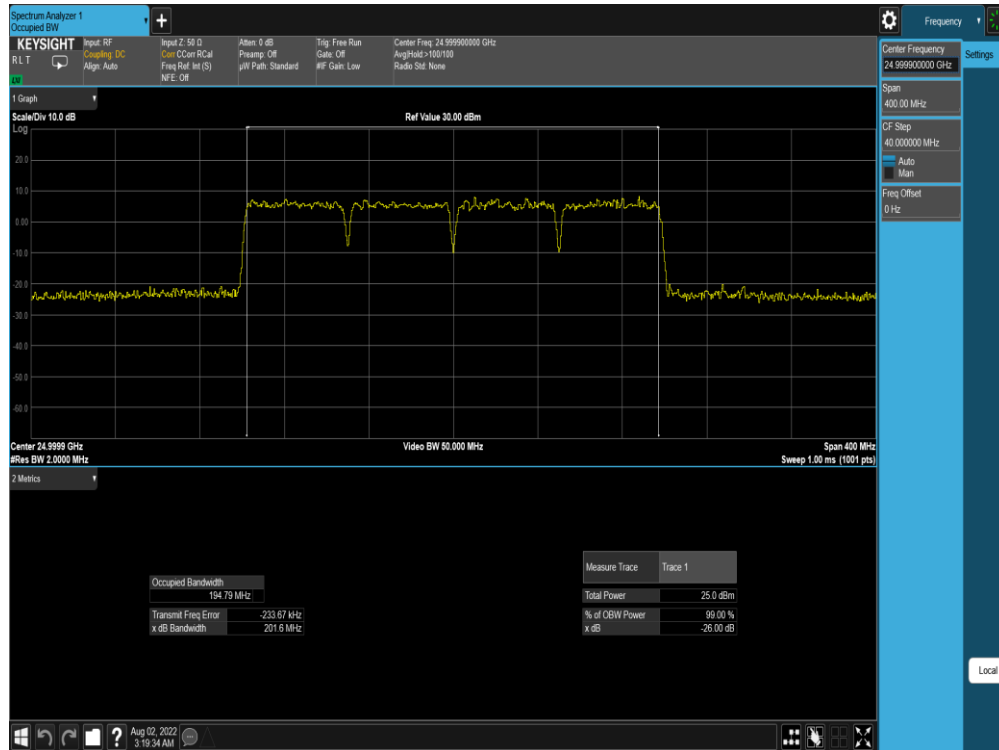 Spectrum Analyzer 1
Occupied BW
+
Frequency
KEYSIGHT
R L T
LXI
Input: RF
Coupling: DC
Align: Auto
Input Z: 50 Ω
Corr CCorr RCal
Freq Ref: Int (S)
NFE: Off
Atten: 0 dB
Preamp: Off
µW Path: Standard
Trig: Free Run
Gate: Off
#IF Gain: Low
Center Freq: 24.999900000 GHz
Avg|Hold:>100/100
Radio Std: None
Center Frequency
24.999900000 GHz
Settings
Span
400.00 MHz
CF Step
40.000000 MHz
Auto
Man
Freq Offset
0 Hz
1 Graph
Scale/Div 10.0 dB
Ref Value 30.00 dBm
Log
20.0
10.0
0.00
-10.0
-20.0
-30.0
-40.0
-50.0
-60.0
Center 24.9999 GHz
#Res BW 2.0000 MHz
Video BW 50.000 MHz
Span 400 MHz
Sweep 1.00 ms (1001 pts)
2 Metrics
Occupied Bandwidth
194.79 MHz
Transmit Freq Error -233.67 kHz
x dB Bandwidth 201.6 MHz
Measure Trace Trace 1
Total Power 25.0 dBm
% of OBW Power 99.00 %
x dB -26.00 dB
Local
?
Aug 02, 2022
3:19:34 AM